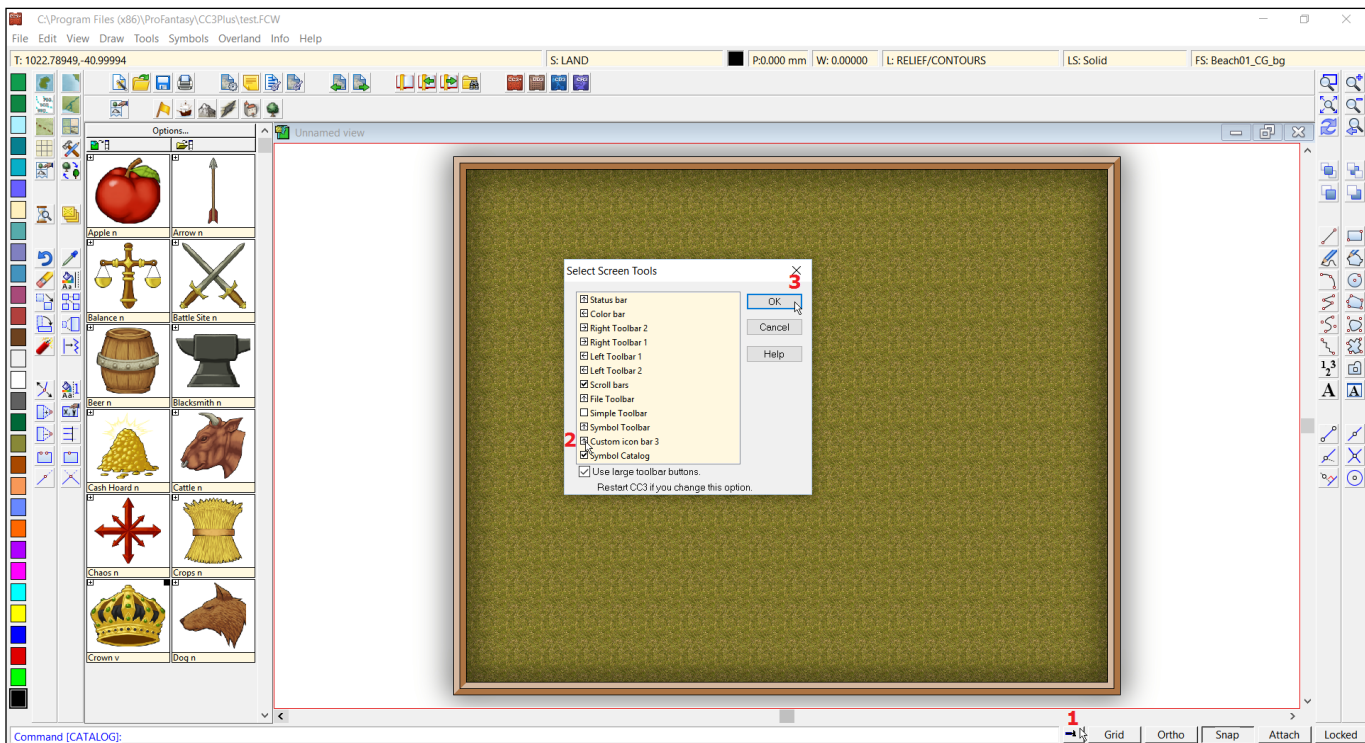 C:\Program Files (x86)\ProFantasy\CC3Plus\test.FCW
File Edit View Draw Tools Symbols Overland Info Help
T: 1022.78949,-40.99994 S: LAND P:0.000 mm W: 0.00000 L: RELIEF/CONTOURS LS: Solid FS: Beach01_CG_bg
Options...
Unnamed view
Apple n Arrow n
Balance n Battle Site n
Beer n Blacksmith n
Cash Hoard n Cattle n
Chaos n Crops n
Crown v Dog n
Select Screen Tools
3
Status bar
Color bar
Right Toolbar 2
Right Toolbar 1
Left Toolbar 1
Left Toolbar 2
Scroll bars
File Toolbar
Simple Toolbar
Symbol Toolbar
2 Custom icon bar 3
Symbol Catalog
OK
Cancel
Help
Use large toolbar buttons.
Restart CC3 if you change this option.
1,2,3
A A
1
Command [CATALOG]:
Grid Ortho Snap Attach Locked